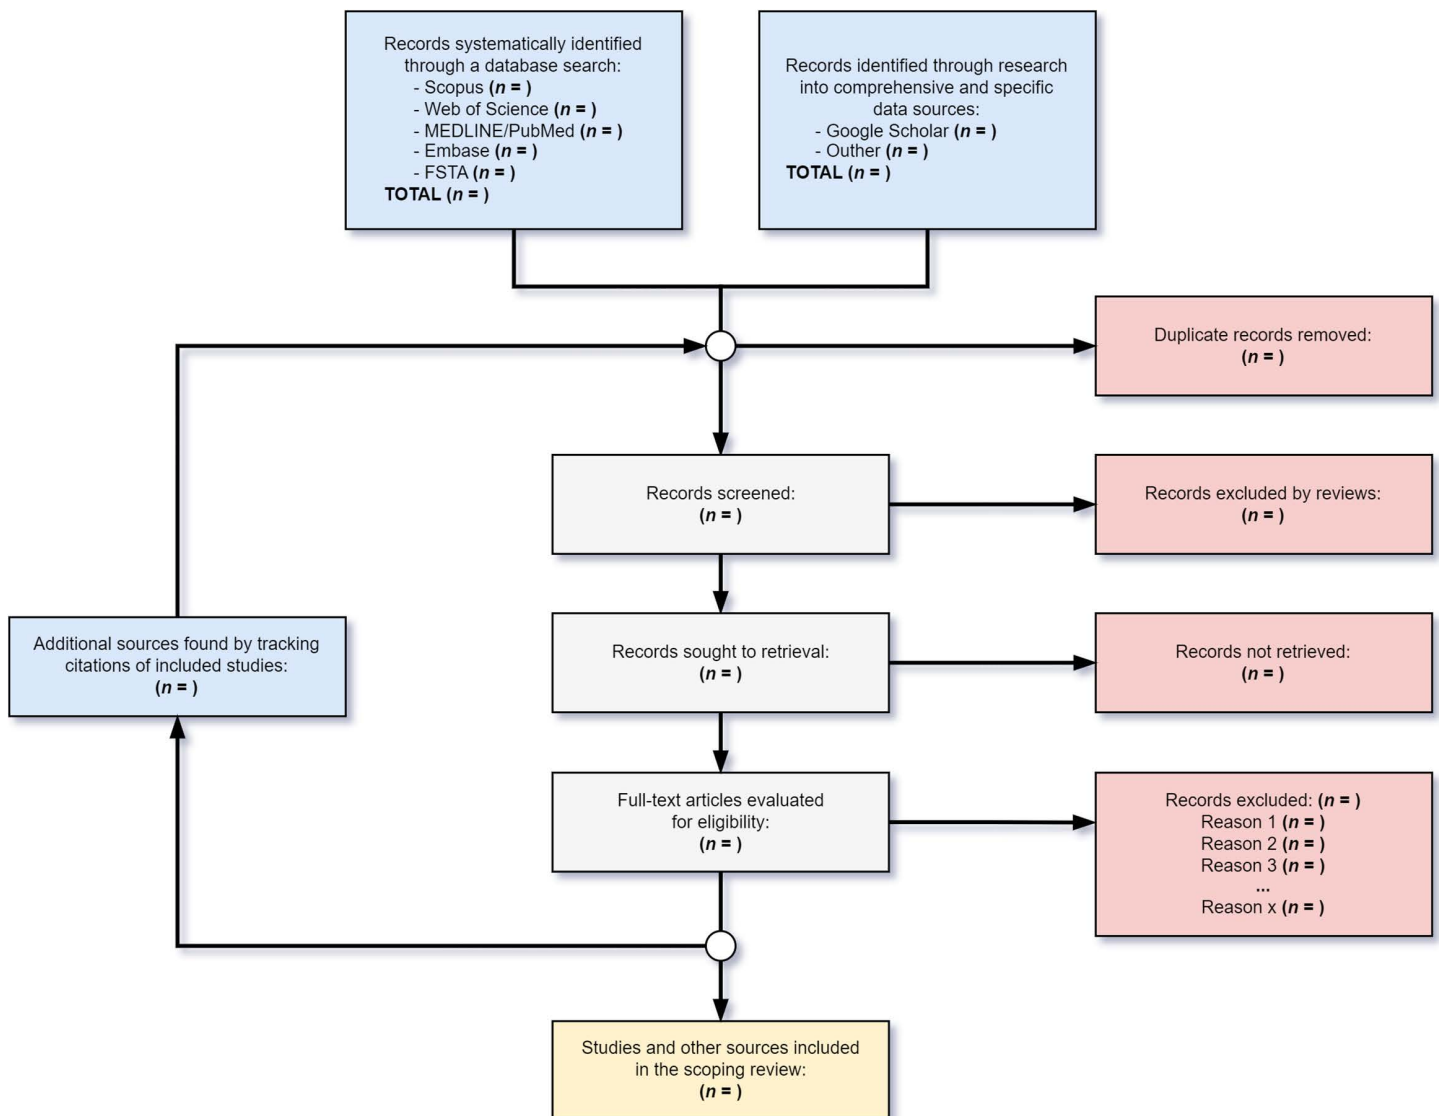 Records systematically identified
through a database search:
- Scopus (n = )
- Web of Science (n = )
- MEDLINE/PubMed (n = )
- Embase (n = )
- FSTA (n = )
TOTAL (n = )
Records identified through research
into comprehensive and specific
data sources:
- Google Scholar (n = )
- Outher (n = )
TOTAL (n = )
Duplicate records removed:
(n = )
Records screened:
(n = )
Records excluded by reviews:
(n = )
Additional sources found by tracking
citations of included studies:
(n = )
Records sought to retrieval:
(n = )
Records not retrieved:
(n = )
Full-text articles evaluated
for eligibility:
(n = )
Records excluded: (n = )
Reason 1 (n = )
Reason 2 (n = )
Reason 3 (n = )
...
Reason x (n = )
Studies and other sources included
in the scoping review:
(n = )